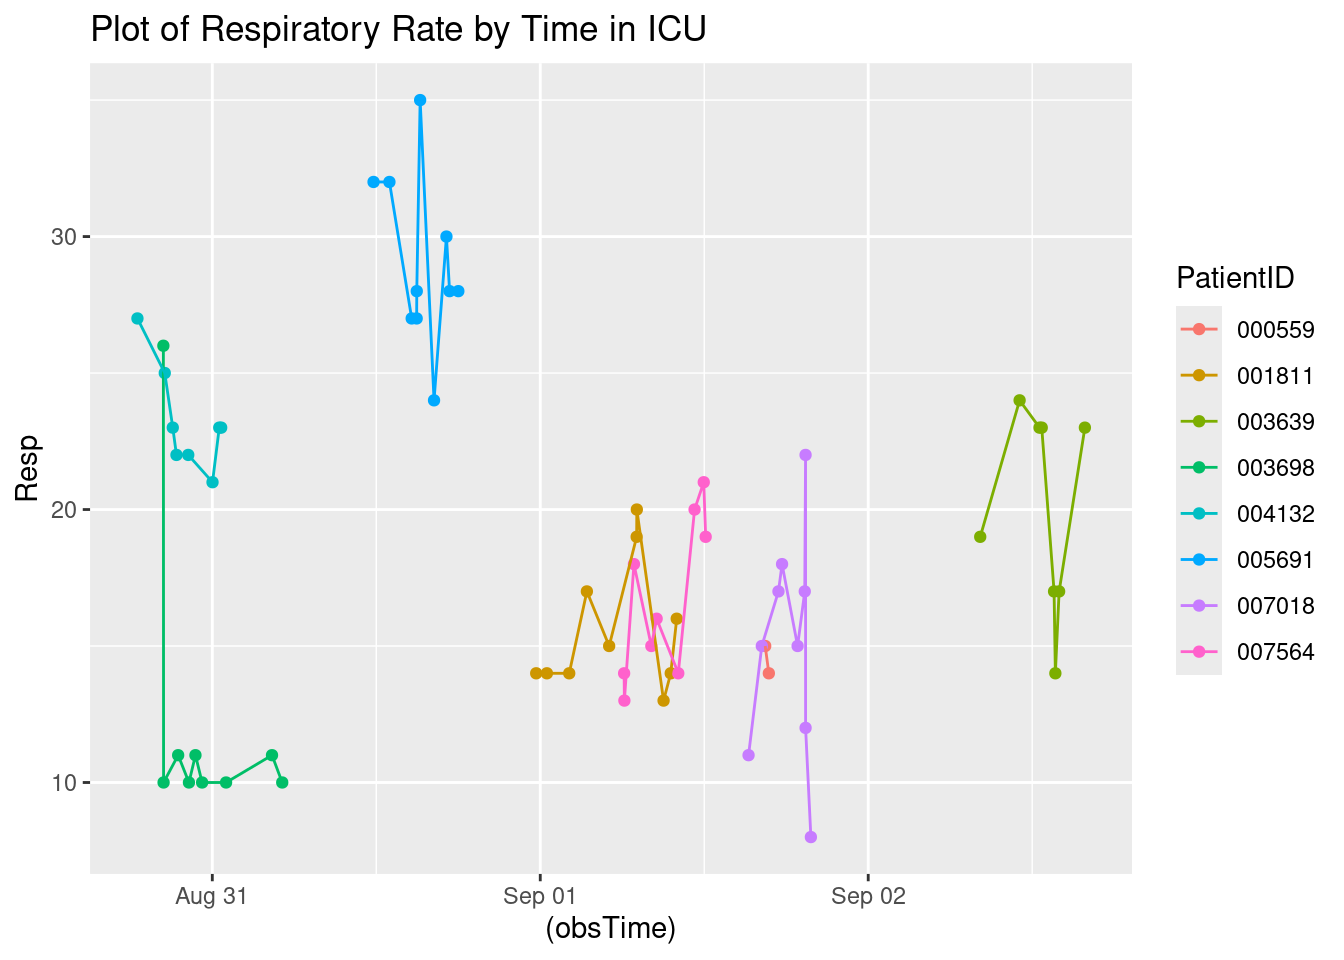 Plot of Respiratory Rate by Time in ICU
Resp
30
20
10
Aug 31
Sep 01
Sep 02
(obsTime)
PatientID
000559
001811
003639
003698
004132
005691
007018
007564